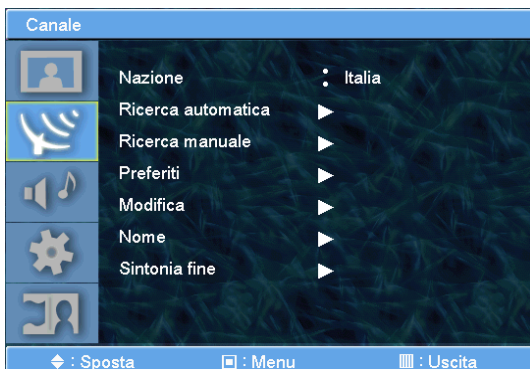 Canale
Nazione : Italia
Ricerca automatica
Ricerca manuale
Preferiti
Modifica
Nome
Sintonia fine
: Sposta : Menu : Uscita